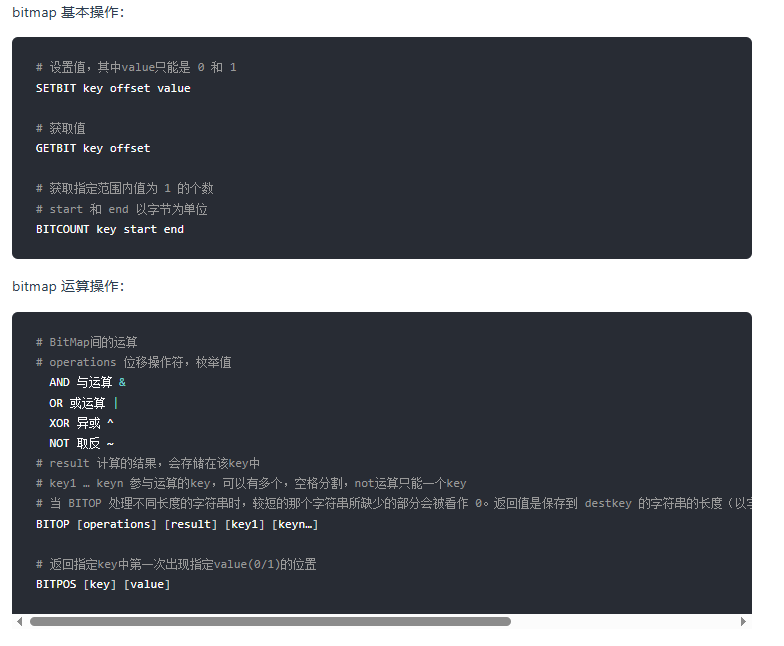 bitmap 基本操作：
# 设置值，其中value只能是 0 和 1
SETBIT key offset value
# 获取值
GETBIT key offset
# 获取指定范围内值为 1 的个数
# start 和 end 以字节为单位
BITCOUNT key start end
bitmap 运算操作：
# BitMap间的运算
# operations 位移操作符，枚举值
AND 与运算 &
OR 或运算 |
XOR 异或 ^
NOT 取反 ~
# result 计算的结果，会存储在该key中
# key1 … keyn 参与运算的key，可以有多个，空格分割，not运算只能一个key
# 当 BITOP 处理不同长度的字符串时，较短的那个字符串所缺少的部分会被看作 0。返回值是保存到 destkey 的字符串的长度（以
BITOP [operations] [result] [key1] [keyn…]
# 返回指定key中第一次出现指定value(0/1)的位置
BITPOS [key] [value]